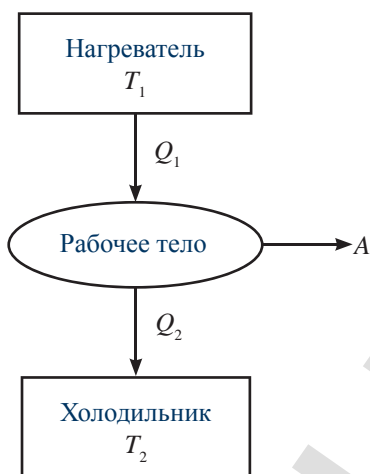 Нагреватель
T₁
Q₁
Рабочее тело
A
Q₂
Холодильник
T₂